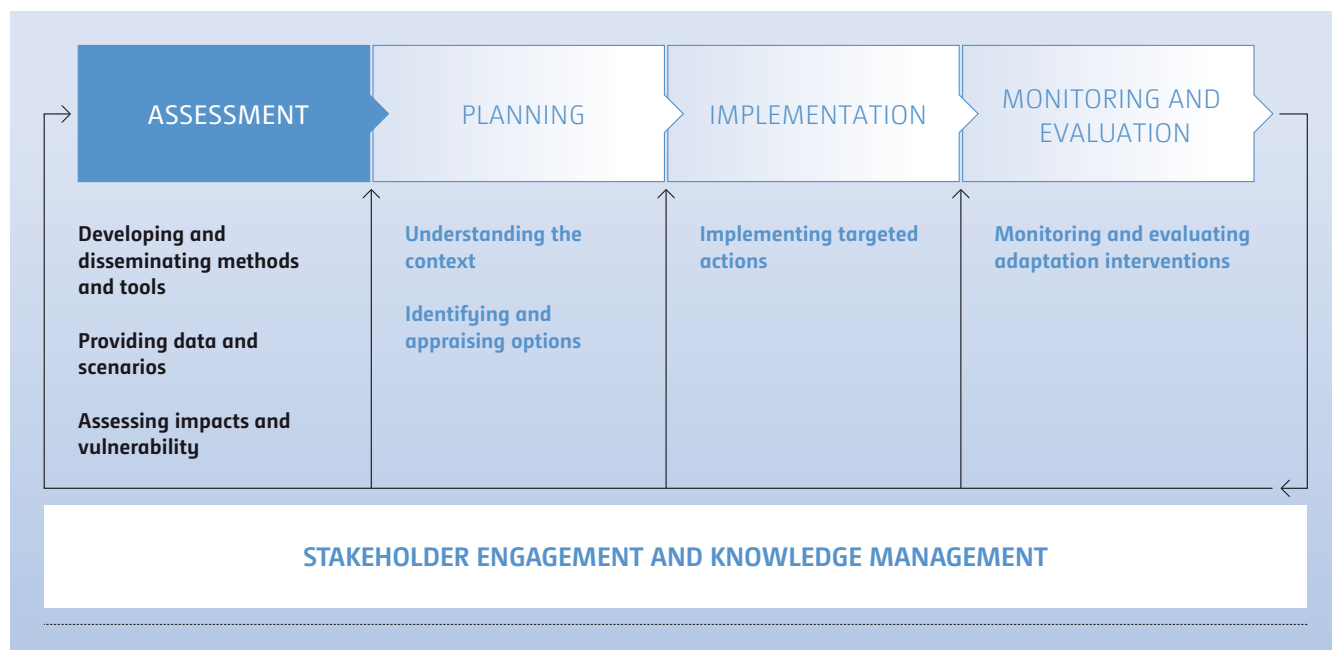 ASSESSMENT
PLANNING
IMPLEMENTATION
MONITORING AND
EVALUATION
Developing and
disseminating methods
and tools
Providing data and
scenarios
Assessing impacts and
vulnerability
Understanding the
context
Identifying and
appraising options
Implementing targeted
actions
Monitoring and evaluating
adaptation interventions
STAKEHOLDER ENGAGEMENT AND KNOWLEDGE MANAGEMENT